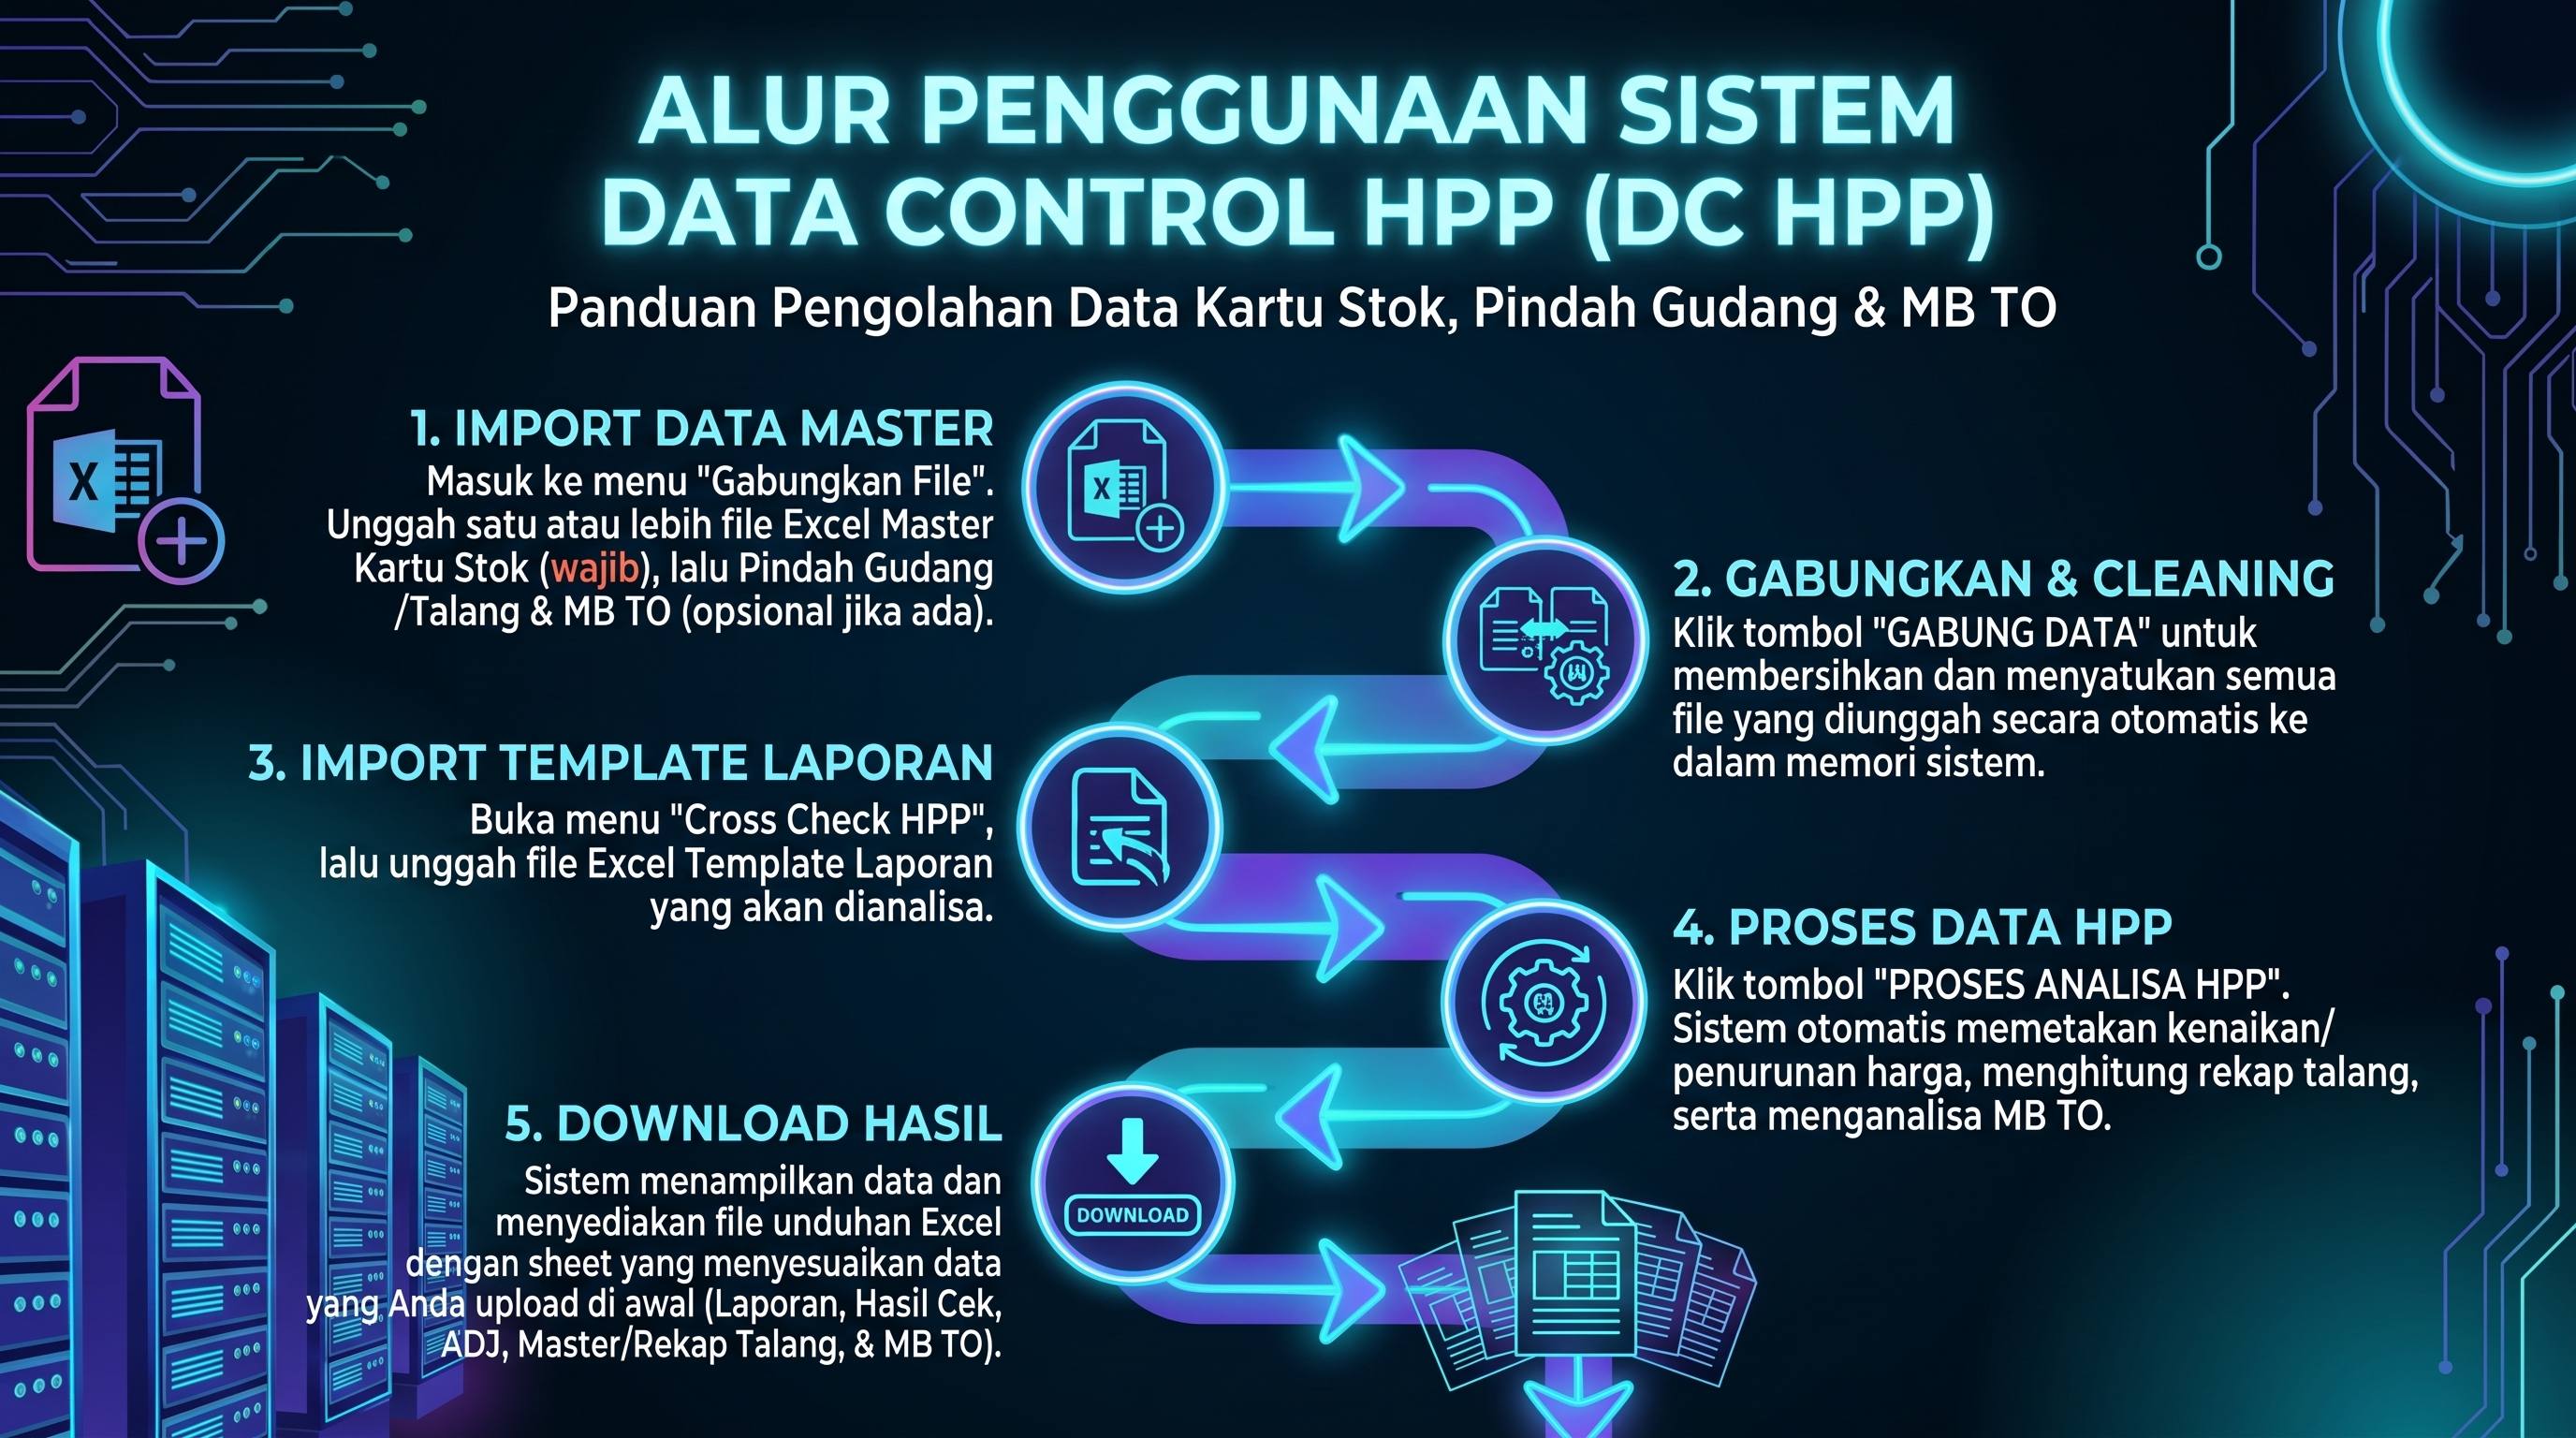 ALUR PENGGUNAAN SISTEM
DATA CONTROL HPP (DC HPP)
Panduan Pengolahan Data Kartu Stok, Pindah Gudang & MB TO
1. IMPORT DATA MASTER
Masuk ke menu "Gabungkan File".
Unggah satu atau lebih file Excel Master
Kartu Stok (wajib), lalu Pindah Gudang
/Talang & MB TO (opsional jika ada).
X
X
2. GABUNGKAN & CLEANING
Klik tombol "GABUNG DATA" untuk
membersihkan dan menyatukan semua
file yang diunggah secara otomatis ke
dalam memori sistem.
3. IMPORT TEMPLATE LAPORAN
Buka menu "Cross Check HPP",
lalu unggah file Excel Template Laporan
yang akan dianalisa.
4. PROSES DATA HPP
Klik tombol "PROSES ANALISA HPP".
Sistem otomatis memetakan kenaikan/
penurunan harga, menghitung rekap talang,
serta menganalisa MB TO.
5. DOWNLOAD HASIL
Sistem menampilkan data dan
menyediakan file unduhan Excel
dengan sheet yang menyesuaikan data
yang Anda upload di awal (Laporan, Hasil Cek,
ADJ, Master/Rekap Talang, & MB TO).
DOWNLOAD